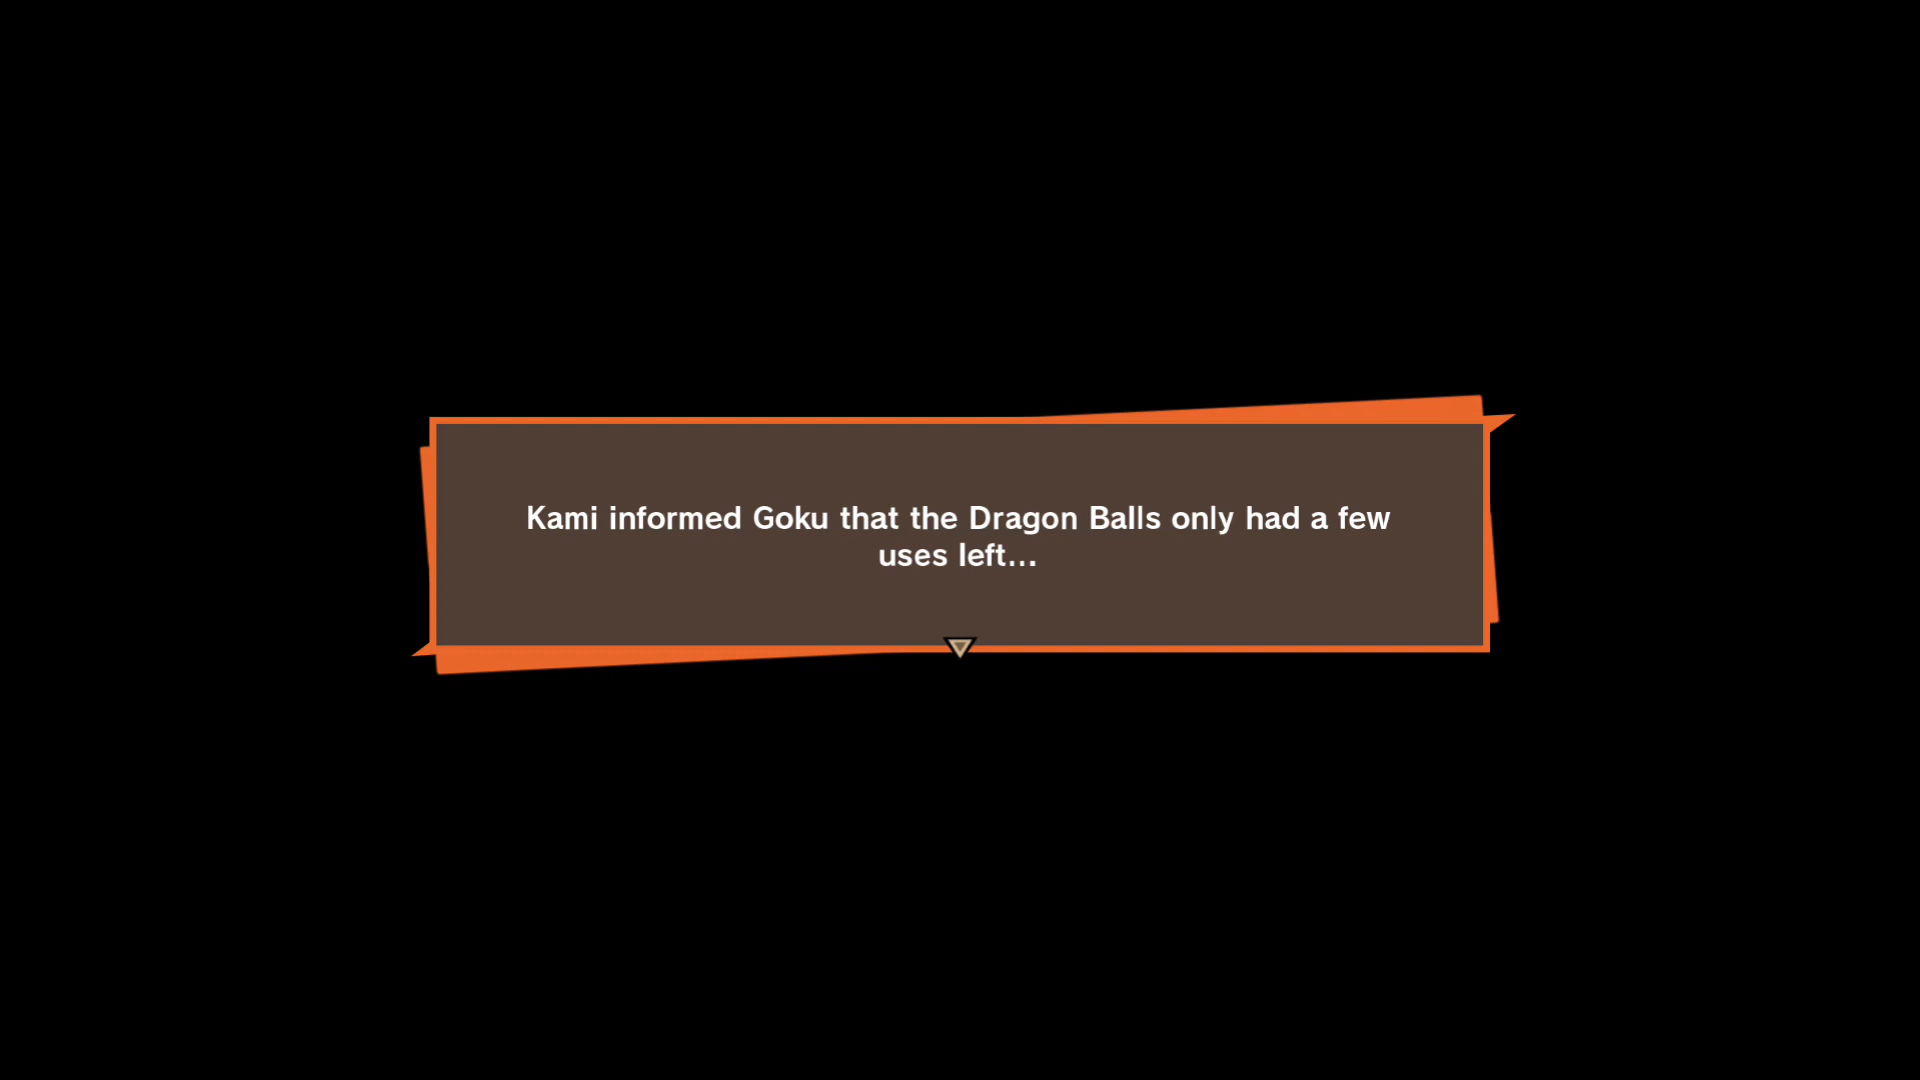 Kami informed Goku that the Dragon Balls only had a few
uses left...